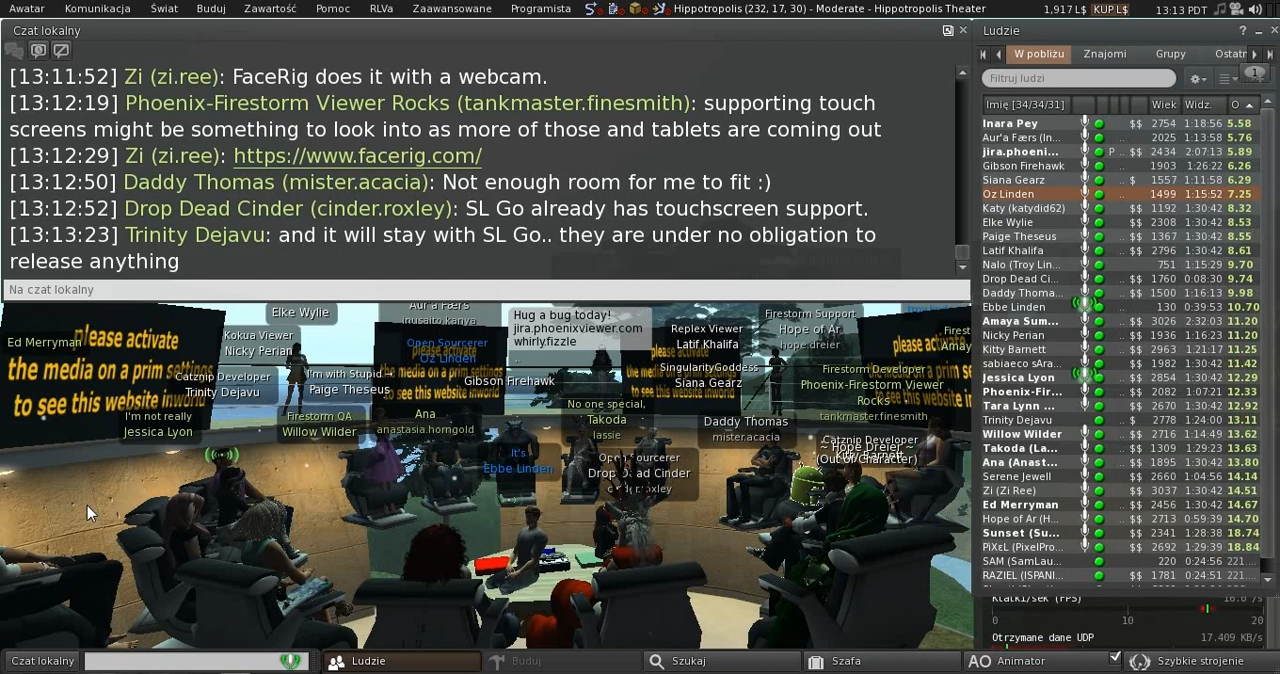 Awatar Komunikacja Świat Buduj Zawartość Pomoc RLVa Zaawansowane Programista Hippotropolis (232, 17, 30) - Moderate - Hippotropolis Theater 1,917 L$ KUP L$ 13:13 PDT
Czat lokalny
[13:11:52] Zi (zi.ree): FaceRig does it with a webcam.
[13:12:19] Phoenix-Firestorm Viewer Rocks (tankmaster.finesmith): supporting touch
screens might be something to look into as more of those and tablets are coming out
[13:12:29] Zi (zi.ree): https://www.facerig.com/
[13:12:50] Daddy Thomas (mister.acacia): Not enough room for me to fit :)
[13:12:52] Drop Dead Cinder (cinder.roxley): SL Go already has touchscreen support.
[13:13:23] Trinity Dejavu: and it will stay with SL Go.. they are under no obligation to
release anything
Na czat lokalny
Elke Wylie
Aur'a Færs
Hug a bug today!
jira.phoenixviewer.com
whirly.fizzle
Replex Viewer
Latif Khalifa
Firestorm Support
Hope of Ar
hope.dreier
please activate
the media on a prim settings
to see this website inworld
Ed Merryman
Kokua Viewer
Nicky Perian
Open Sourcerer
Oz Linden
Catznip Developer
Trinity Dejavu
I'm with Stupid
Paige Theseus
Gibson Firehawk
SingularityGoddess
Siana Gearz
Firestorm Developer
Phoenix-Firestorm Viewer
Rocks
tankmaster.finesmith
I'm not really
Jessica Lyon
Firestorm QA
Willow Wilder
Ana
anastasia.horngold
No one special,
Takoda
lassie
Daddy Thomas
mister.acacia
Catznip Developer
~ Hope Dreier ~
(Out of Character)
It's
Ebbe Linden
Open Sourcerer
Drop Dead Cinder
Ludzie
W pobliżu Znajomi Grupy Ostatn
Filtruj ludzi
1
Imię [34/34/31] Wiek Widz. O
Inara Pey $$ 2754 1:18:56 5.58
Aur'a Færs (In... .. 2025 1:13:58 5.76
jira.phoeni... P .. $$ 2434 2:07:13 5.89
Gibson Firehawk 1903 1:26:22 6.26
Siana Gearz $ 1557 1:11:58 6.29
Oz Linden .. 1499 1:15:52 7.25
Katy (katydid62) $$ 1192 1:30:42 8.32
Elke Wylie .. $$ 2308 1:30:42 8.53
Paige Theseus .. $$ 1367 1:30:42 8.55
Latif Khalifa .. $$ 2796 1:30:42 8.61
Nalo (Troy Lin... 751 1:15:29 9.70
Drop Dead Ci... .. $$ 1760 0:08:30 9.74
Daddy Thoma... .. $$ 1500 1:16:13 9.98
Ebbe Linden 130 0:39:53 10.70
Amaya Sum... .. $$ 3026 2:03:03 11.20
Nicky Perian .. $$ 1936 1:16:23 11.20
Kitty Barnett .. $$ 2963 1:21:17 11.25
sabiaeco sAra... .. $$ 1982 1:30:42 11.42
Jessica Lyon .. $$ 2854 1:30:42 12.29
Phoenix-Fir... .. $$ 2082 1:07:21 12.33
Tara Lynn ... .. $$ 2670 1:30:42 12.92
Trinity Dejavu .. $ 2778 1:24:00 13.11
Willow Wilder .. $$ 2716 1:14:49 13.62
Takoda (La... .. $$ 1309 1:29:23 13.63
Ana (Anast... .. $$ 1895 1:30:42 13.80
Serene Jewell .. $$ 2660 1:04:56 14.14
Zi (Zi Ree) .. $$ 3037 1:30:42 14.51
Ed Merryman .. $$ 2456 1:30:42 14.67
Hope of Ar (H... .. $$ 2713 0:59:39 14.70
Sunset (Su... .. $$ 2341 1:28:38 18.74
PiXεL (PixelPro... .. $$ 2692 1:29:39 18.84
SAM (SamLau... 220 0:24:56 221....
RAZIEL (ISPANI... $$ 1781 0:24:51 221....
Klatki/sek (FPS) 16.0 /s
0 10 20
Otrzymane dane UDP 17.409 KB/s
Czat lokalny Ludzie Buduj Szukaj Szafa AO Animator Szybkie strojenie